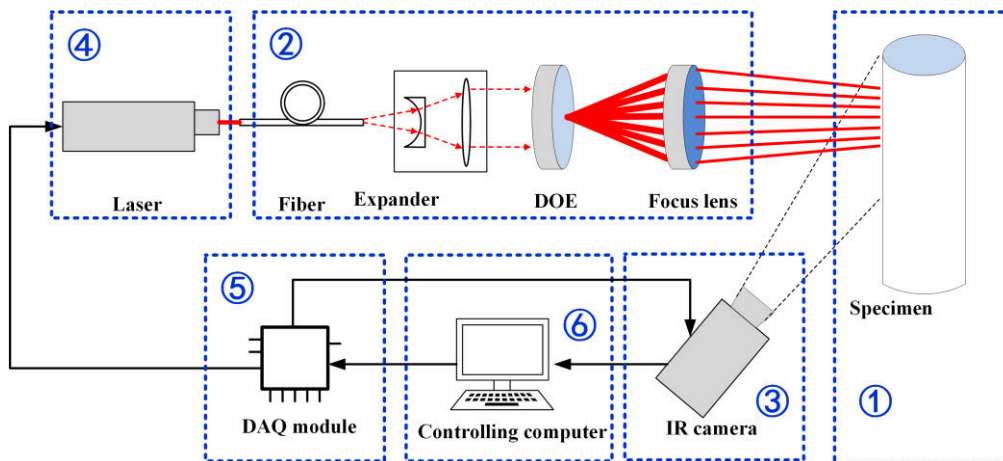 ④
②
Laser
Fiber
Expander
DOE
Focus lens
Specimen
⑤
⑥
③
①
DAQ module
Controlling computer
IR camera